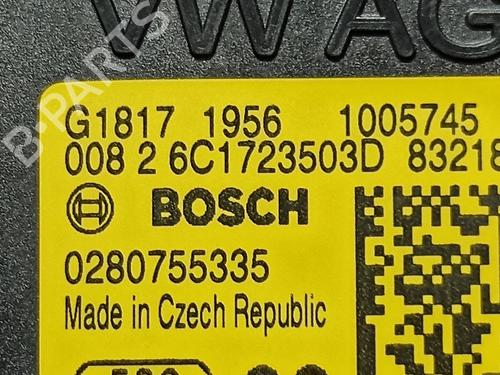 VW AG
G1817 1956 1005745
008 2 6C1723503D 83218
BOSCH
0280755335
Made in Czech Republic
B-PARTS